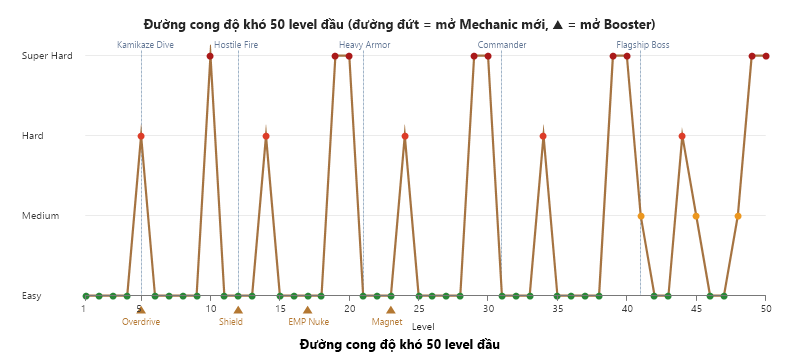 Đường cong độ khó 50 level đầu (đường đứt = mở Mechanic mới, ▲ = mở Booster)
Kamikaze Dive Hostile Fire Heavy Armor Commander Flagship Boss
Super Hard
Hard
Medium
Easy
1 5 10 15 20 25 30 35 40 45 50
Overdrive Shield EMP Nuke Magnet
Level
Đường cong độ khó 50 level đầu